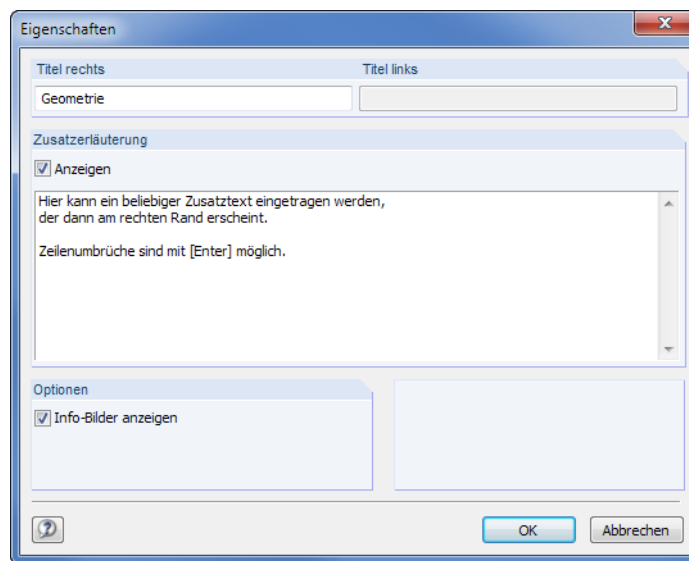 Eigenschaften
Titel rechts Titel links
Geometrie
Zusatzerläuterung
Anzeigen
Hier kann ein beliebiger Zusatztext eingetragen werden,
der dann am rechten Rand erscheint.
Zeilenumbrüche sind mit [Enter] möglich.
Optionen
Info-Bilder anzeigen
OK Abbrechen